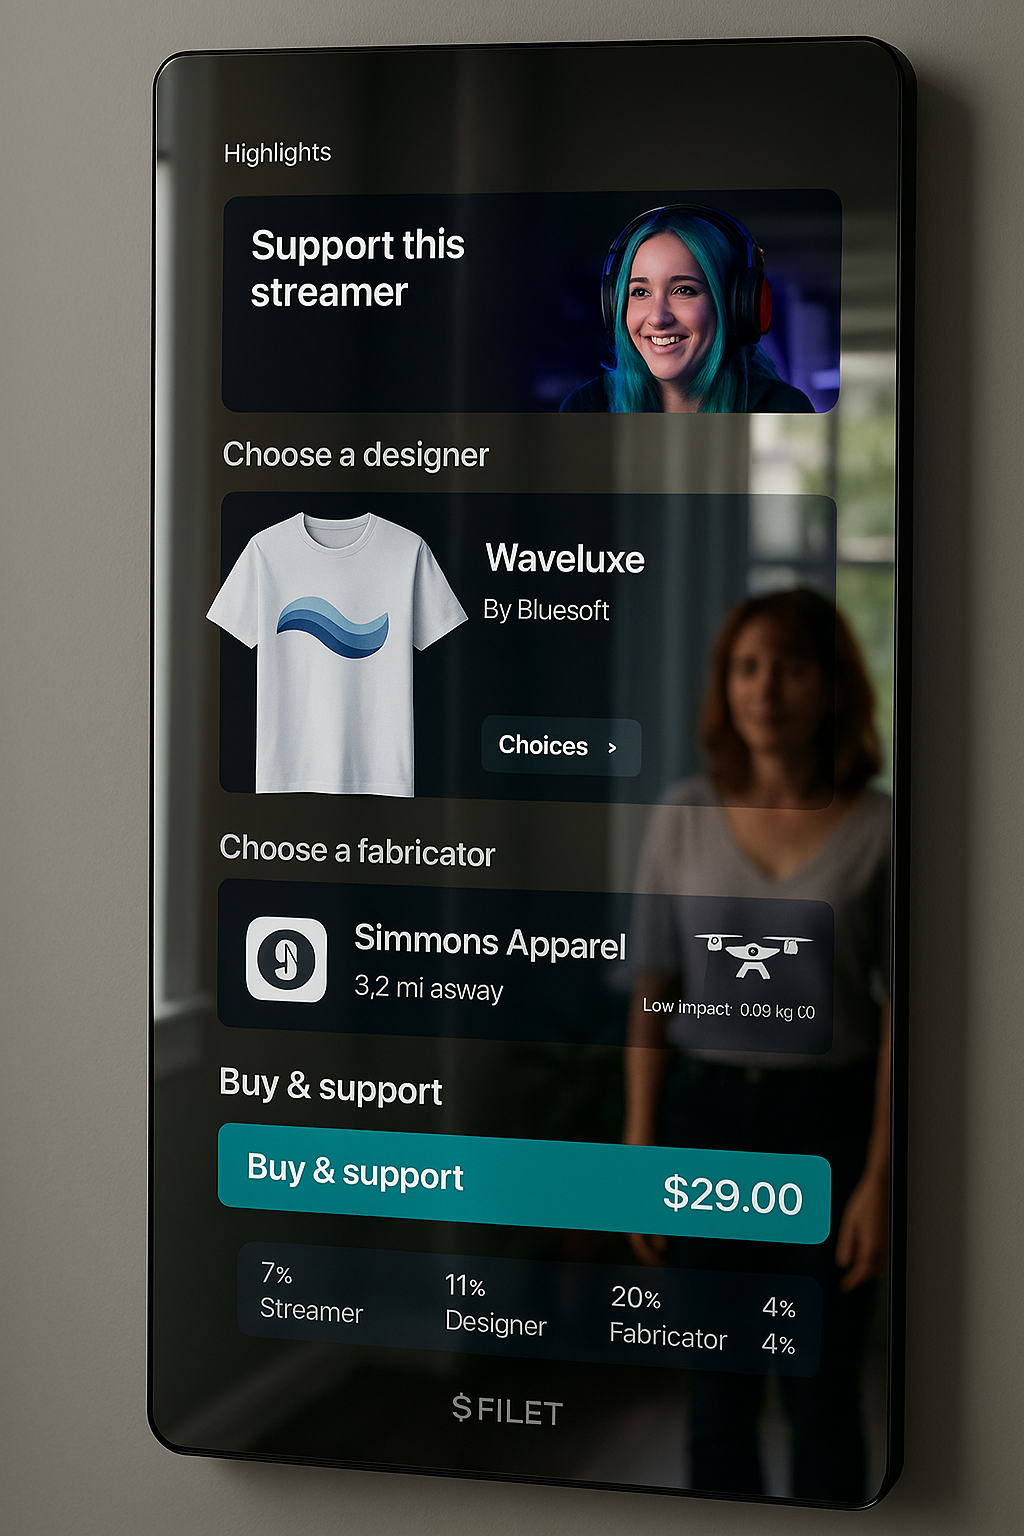 Highlights
Support this
streamer
Choose a designer
Waveluxe
By Bluesoft
Choices >
Choose a fabricator
Simmons Apparel
3,2 mi asway
Low impact: 0.09 kg C0
Buy & support
Buy & support $29.00
7% 11% 20% 4%
Streamer Designer Fabricator 4%
$FILET